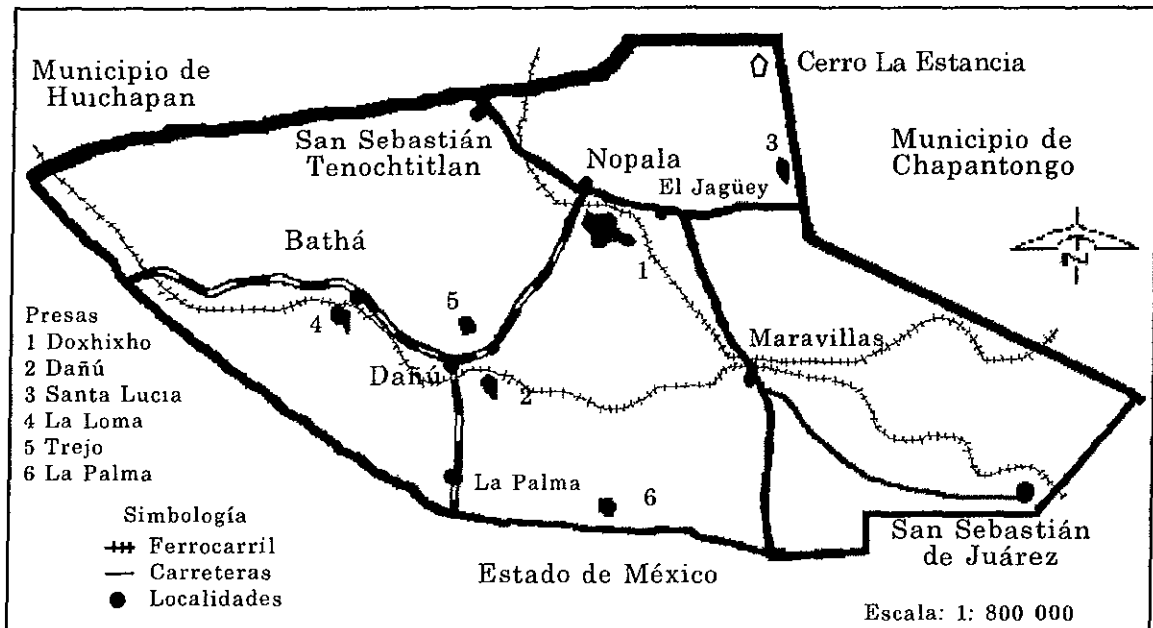 Municipio de
Huichapan
Cerro La Estancia
San Sebastián
Tenochtitlan
Nopala
3
Municipio de
Chapantongo
El Jagüey
Bathá
1
N
Presas
1 Doxhixho
2 Dañú
3 Santa Lucia
4 La Loma
5 Trejo
6 La Palma
4
5
Dañú
2
Maravillas
La Palma
6
Simbología
Ferrocarril
Carreteras
Localidades
Estado de México
San Sebastián
de Juárez
Escala: 1: 800 000